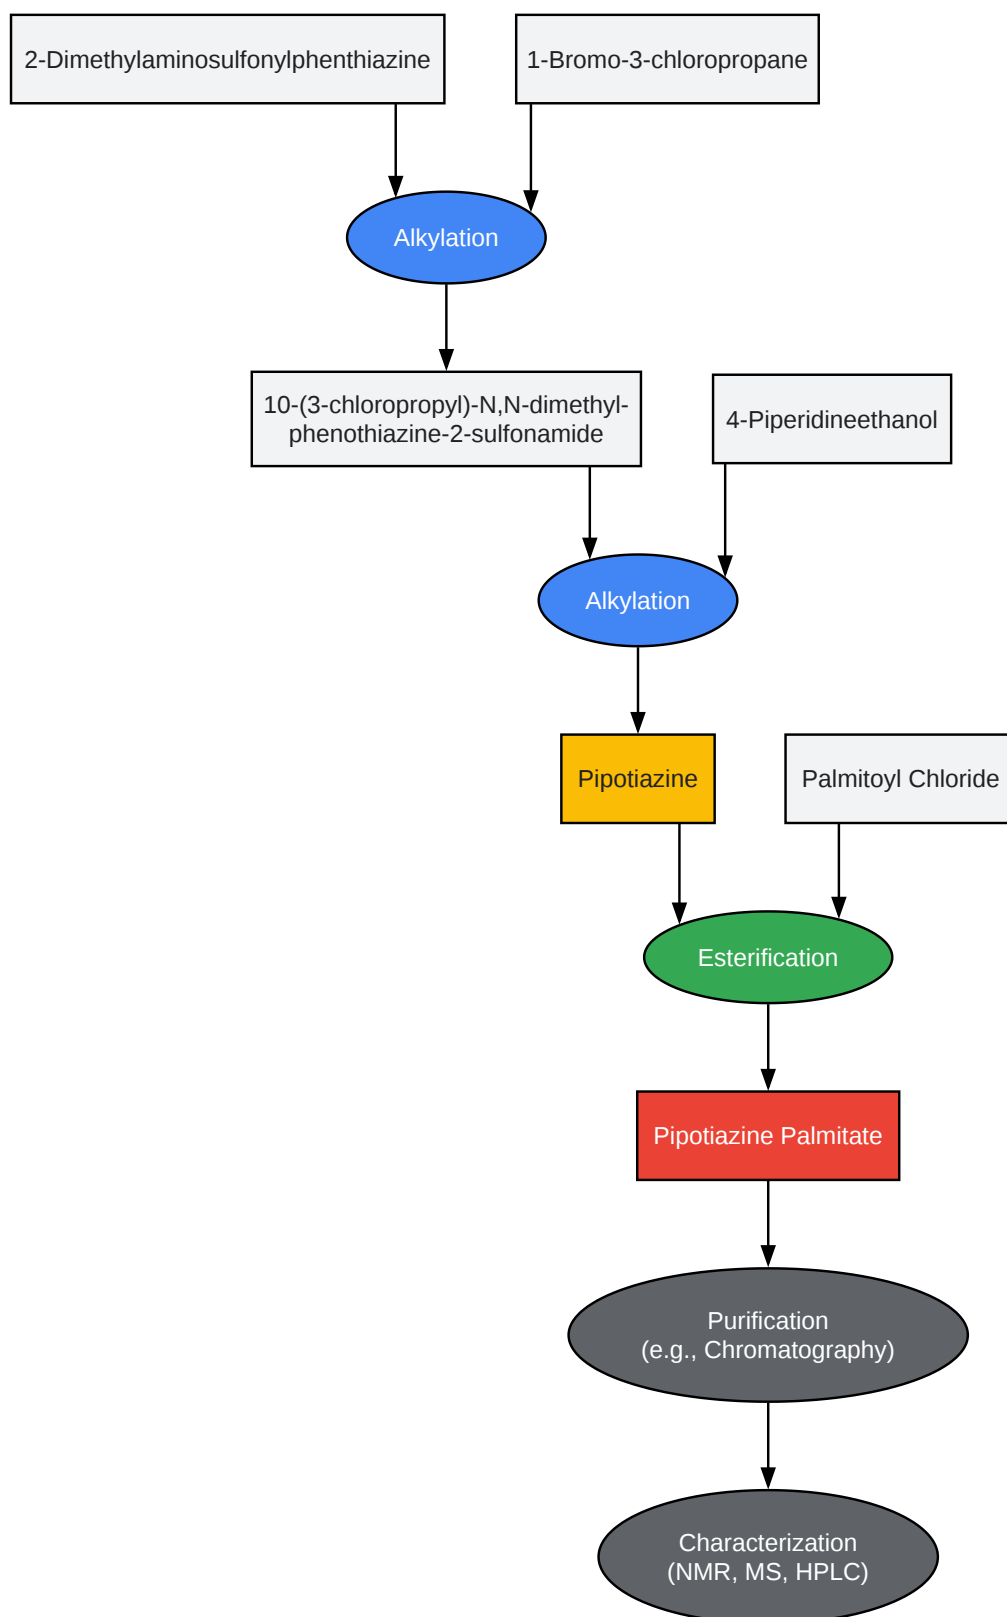 2-Dimethylaminosulfonylphenthiazine
1-Bromo-3-chloropropane
Alkylation
10-(3-chloropropyl)-N,N-dimethyl-
phenothiazine-2-sulfonamide
4-Piperidineethanol
Alkylation
Pipotiazine
Palmitoyl Chloride
Esterification
Pipotiazine Palmitate
Purification
(e.g., Chromatography)
Characterization
(NMR, MS, HPLC)